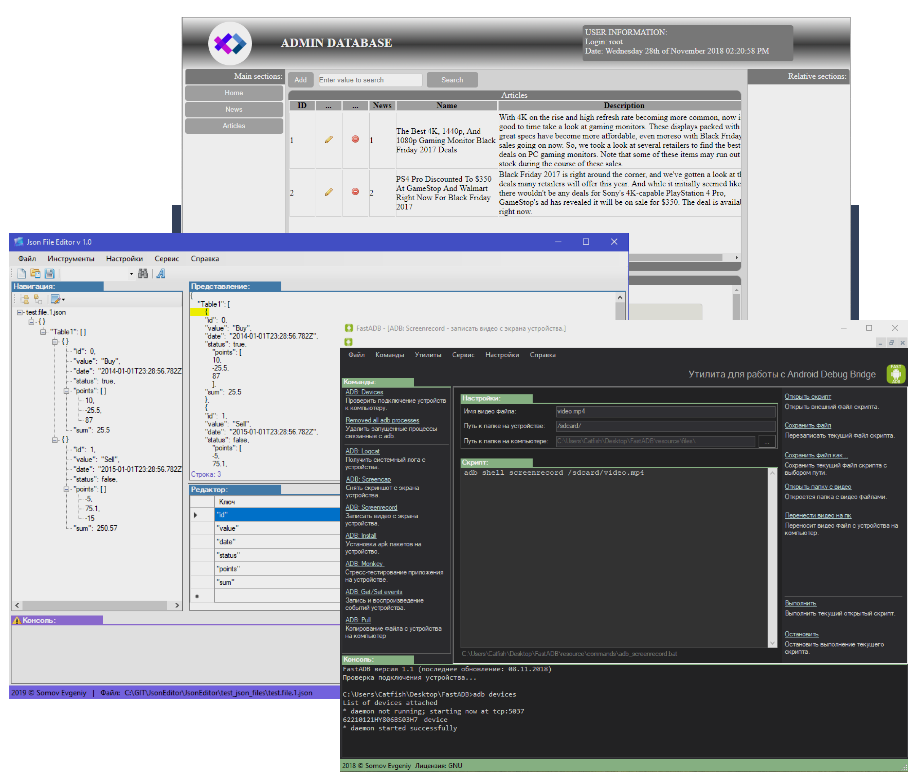 ADMIN DATABASE
USER INFORMATION:
Login: root
Date: Wednesday 28th of November 2018 02:20:58 PM
Main sections:
Home
News
Articles
Add
Enter value to search
Search
Relative sections:
Articles
ID ... ... News Name Description
1
1
The Best 4K, 1440p, And
1080p Gaming Monitor Black
Friday 2017 Deals
With 4K on the rise and high refresh rate becoming more common, now i
good to time take a look at gaming monitors. These displays packed with
great specs have become more affordable, even moreso with Black Friday
sales going on now. So, we took a look at several retailers to find the best
deals on PC gaming monitors. Note that some of these items may run out
stock during the course of these sales.
2
2
PS4 Pro Discounted To $350
At GameStop And Walmart
Right Now For Black Friday
2017
Black Friday 2017 is right around the corner, and we've gotten a look at th
deals many retailers will offer this year. And while it initially seemed like
there wouldn't be any deals for Sony's 4K-capable PlayStation 4 Pro,
GameStop's ad has revealed it will be on sale for $350. The deal is availal
right now.
Json File Editor v 1.0
Файл Инструменты Настройки Сервис Справка
Навигация:
test.file.1.json
{ }
"Table1": [ ]
{ }
"id": 0,
"value": "Buy",
"date": "2014-01-01T23:28:56.782Z
"status": true,
"points": [ ]
10,
-25.5,
87
"sum": 25.5
{ }
"id": 1,
"value": "Sell",
"date": "2015-01-01T23:28:56.782Z
"status": false,
"points": [ ]
-5,
75.1,
-15
"sum": 250.57
Представление:
{
"Table1": [
{
"id": 0,
"value": "Buy",
"date": "2014-01-01T23:28:56.782Z",
"status": true,
"points": [
10,
-25.5,
87
],
"sum": 25.5
},
{
"id": 1,
"value": "Sell",
"date": "2015-01-01T23:28:56.782Z",
"status": false,
"points": [
-5,
75.1,
Строка: 3
Редактор:
Ключ
"id"
"value"
"date"
"status"
"points"
"sum"
Консоль:
2019 © Somov Evgeniy | Файл: C:\GIT\JsonEditor\JsonEditor\test_json_files\test.file.1.json
FastADB - [ADB: Screenrecord - записать видео с экрана устройства.]
Файл Команды Утилиты Сервис Настройки Справка
Утилита для работы с Android Debug Bridge
FAST
ADB
Команды:
ADB: Devices
Проверить подключение устройств
к компьютеру.
Removed all adb processes
Удалить запущенные процессы
связанные с adb.
ADB: Logcat
Получить системный лога с
устройства.
ADB: Screencap
Снять скриншот с экрана
устройства.
ADB: Screenrecord
Записать видео с экрана
устройства.
ADB: Install
Установка apk пакетов на
устройство.
ADB: Monkey
Стресс-тестирование приложения
на устройстве.
ADB: Get/Set events
Запись и воспроизведение
событий устройства.
ADB: Pull
Копирование файла с устройства
на компьютер
Настройки:
Имя видео файла: video.mp4
Путь к папке на устройстве: /sdcard/
Путь к папке на компьютере: C:\Users\Catfish\Desktop\FastADB\resource\files\
...
Скрипт:
adb shell screenrecord /sdcard/video.mp4
C:\Users\Catfish\Desktop\FastADB\resource\commands\adb_screenrecord.bat
Открыть скрипт
Открыть внешний файл скрипта.
Сохранить файл
Перезаписать текущий файл скрипта.
Сохранить файл как...
Сохранить текущий файл скрипта с
выбором пути.
Открыть папку с видео
Откроется папка с видео файлами.
Перенести видео на пк
Переносит видео файл с устройства на
компьютер.
Выполнить
Выполнить текущий открытый скрипт.
Остановить
Остановить выполнение текущего
скрипта
Консоль:
FastADB версия 1.1 (последнее обновление: 08.11.2018)
Проверка подключения устройства...
C:\Users\Catfish\Desktop\FastADB>adb devices
List of devices attached
* daemon not running; starting now at tcp:5037
62210121HY8068S03H7 device
* daemon started successfully
2018 © Somov Evgeniy Лицензия: GNU